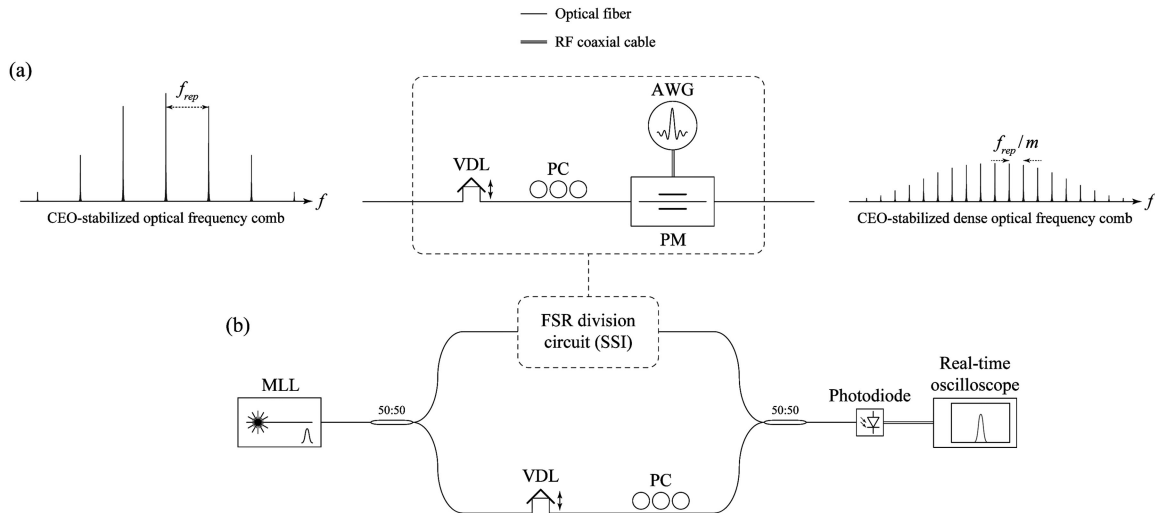 Optical fiber
RF coaxial cable
(a)
f_rep
f
CEO-stabilized optical frequency comb
AWG
VDL
PC
PM
f_rep/m
f
CEO-stabilized dense optical frequency comb
(b)
FSR division
circuit (SSI)
MLL
50:50
50:50
Photodiode
Real-time
oscilloscope
VDL
PC